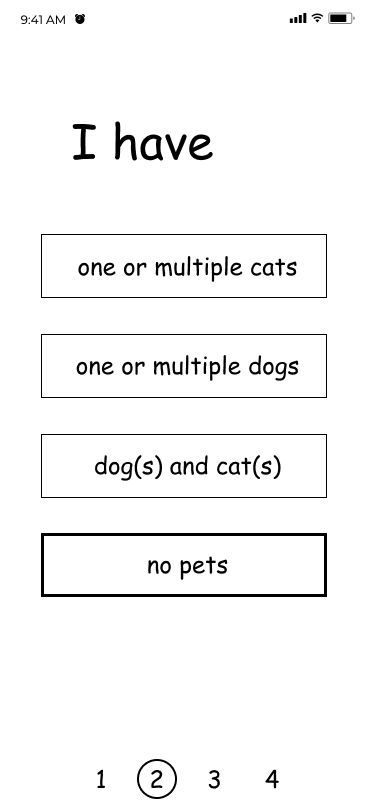 9:41 AM
I have
one or multiple cats
one or multiple dogs
dog(s) and cat(s)
no pets
1 2 3 4